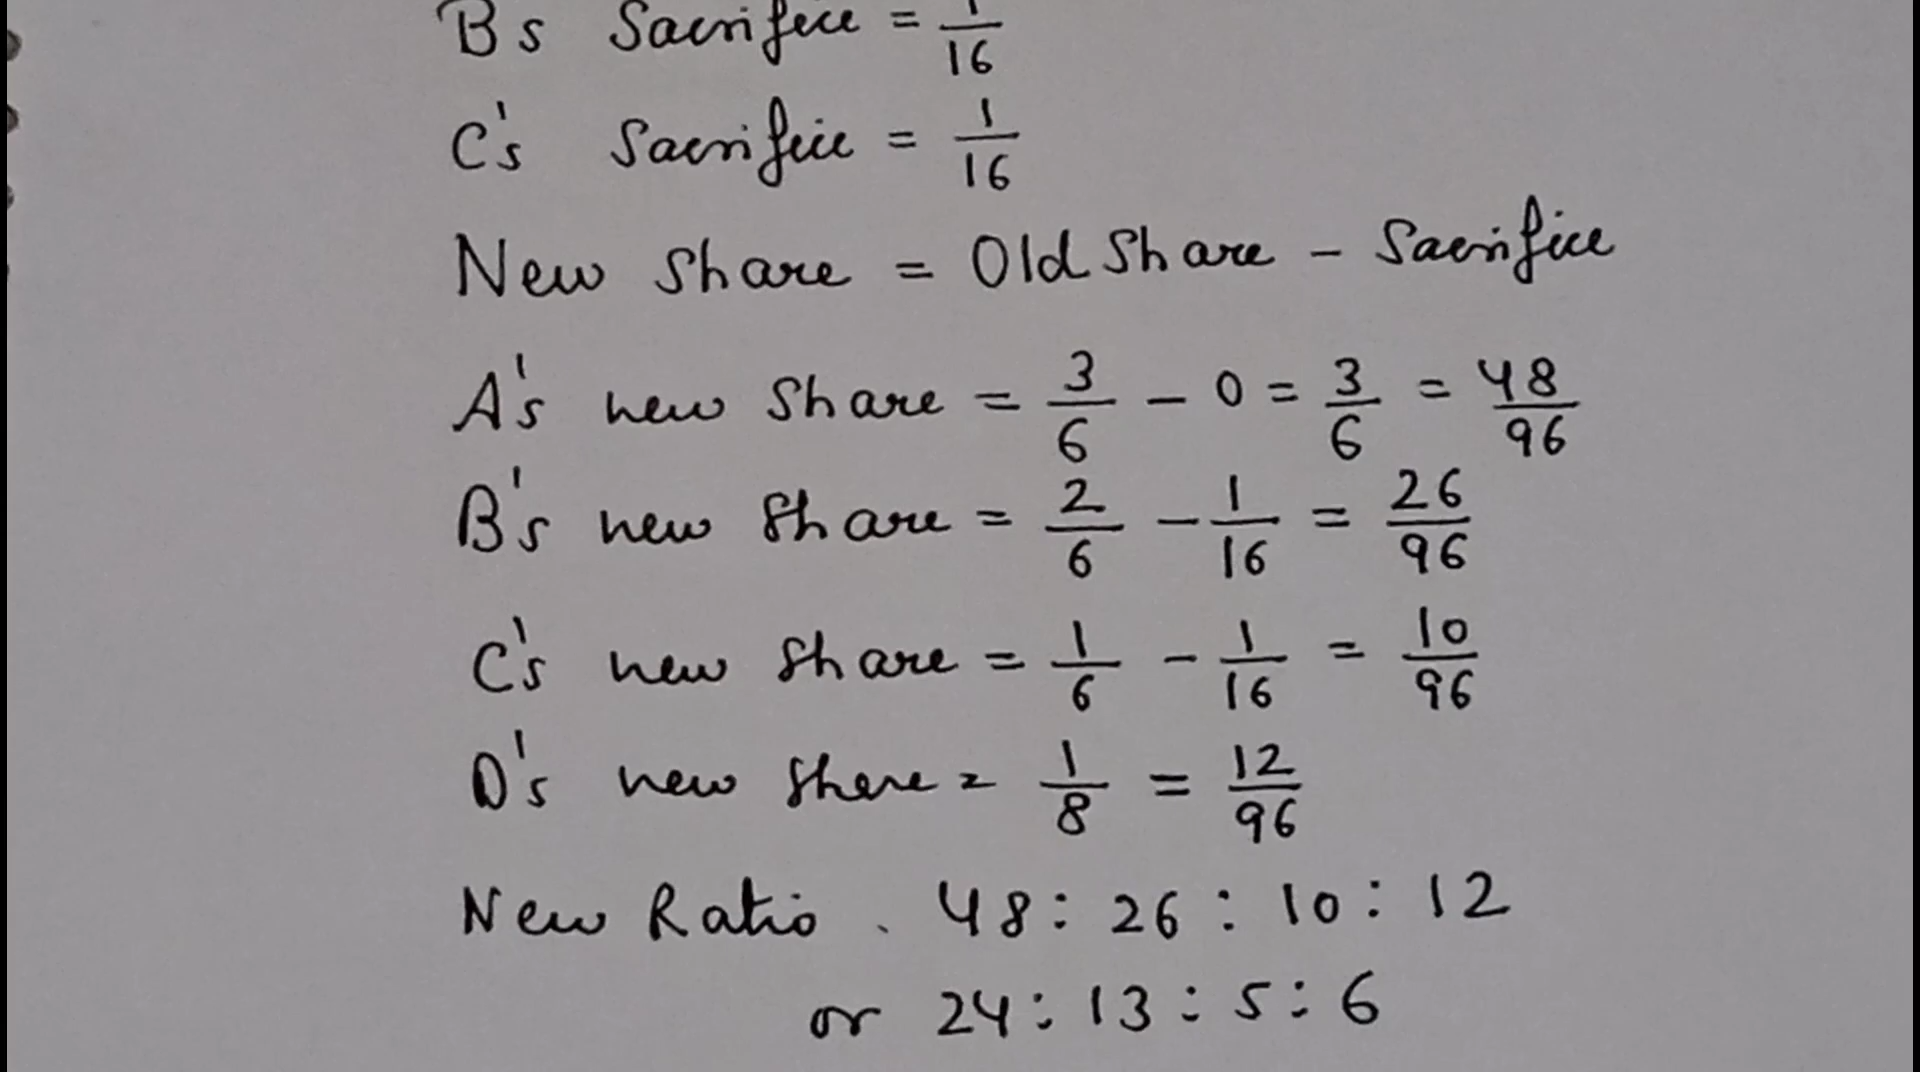 B's Sacrifice = 1/16
C's Sacrifice = 1/16
New Share = Old Share - Sacrifice
A's new Share = 3/6 - 0 = 3/6 = 48/96
B's new Share = 2/6 - 1/16 = 26/96
C's new Share = 1/6 - 1/16 = 10/96
D's new Share = 1/8 = 12/96
New Ratio . 48 : 26 : 10 : 12
or 24 : 13 : 5 : 6